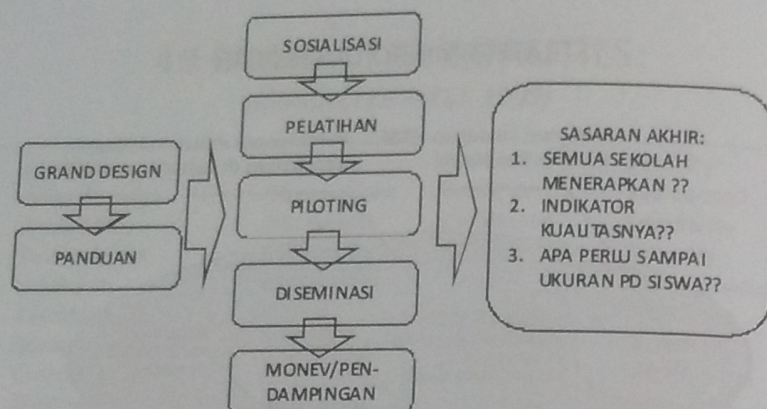 GRAND DESIGN
PANDUAN
SOSIALISASI
PELATIHAN
PILOTING
DISEMINASI
MONEV/PEN-
DAMPINGAN
SASARAN AKHIR:
1. SEMUA SEKOLAH
MENERAPKAN ??
2. INDIKATOR
KUALITASNYA??
3. APA PERLU SAMPAI
UKURAN PD SISWA??